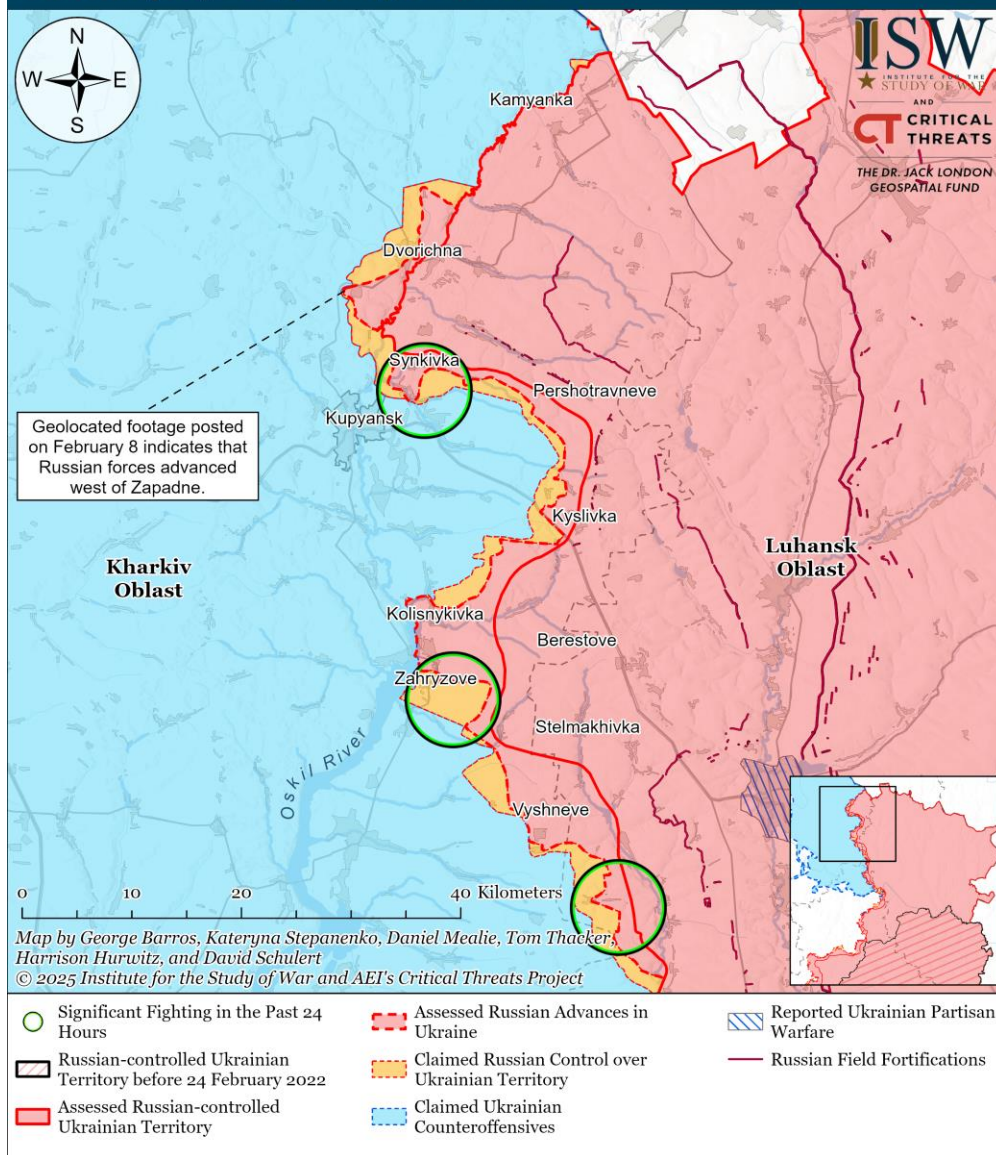 N
W
E
S
ISW
INSTITUTE FOR THE
STUDY OF WAR
AND
CT CRITICAL
THREATS
THE DR. JACK LONDON
GEOSPATIAL FUND
Kamyanka
Dvorichna
Synkivka
Pershotravneve
Kupyansk
Geolocated footage posted
on February 8 indicates that
Russian forces advanced
west of Zapadne.
Kyslivka
Kharkiv
Oblast
Luhansk
Oblast
Kolisnykivka
Berestove
Zahryzove
Stelmakhivka
Oskil River
Vyshneve
0 10 20 40 Kilometers
Map by George Barros, Kateryna Stepanenko, Daniel Mealie, Tom Thacker,
Harrison Hurwitz, and David Schulert
© 2025 Institute for the Study of War and AEI's Critical Threats Project
Significant Fighting in the Past 24
Hours
Russian-controlled Ukrainian
Territory before 24 February 2022
Assessed Russian-controlled
Ukrainian Territory
Assessed Russian Advances in
Ukraine
Claimed Russian Control over
Ukrainian Territory
Claimed Ukrainian
Counteroffensives
Reported Ukrainian Partisan
Warfare
Russian Field Fortifications